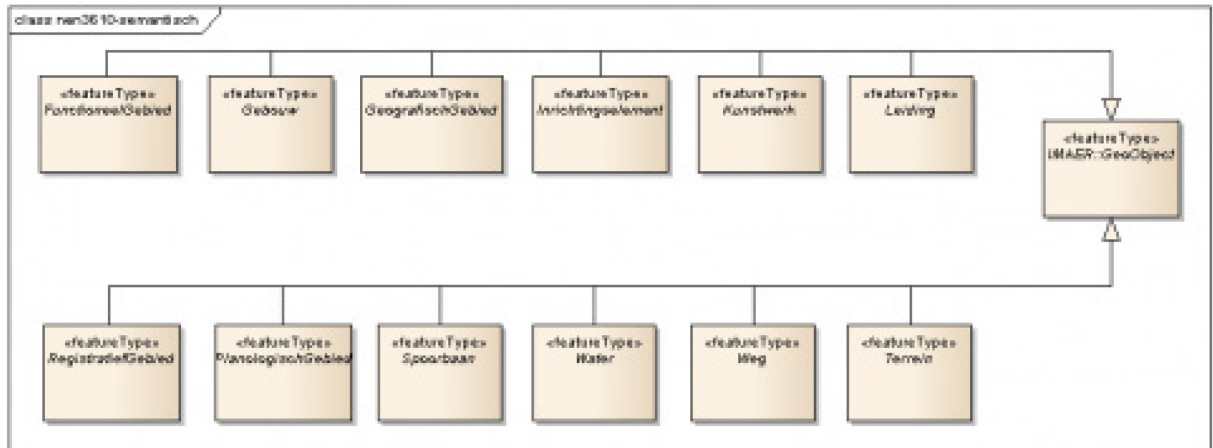 class nen3610-semantisch
«featureType»
FunctioneelGebied
«featureType»
Gebouw
«featureType»
GeografischGebied
«featureType»
Inrichtingselement
«featureType»
Kunstwerk
«featureType»
Leiding
«featureType»
IMAER::GeoObject
«featureType»
RegistratiefGebied
«featureType»
PlanologischGebied
«featureType»
Spoorbaan
«featureType»
Water
«featureType»
Weg
«featureType»
Terrein